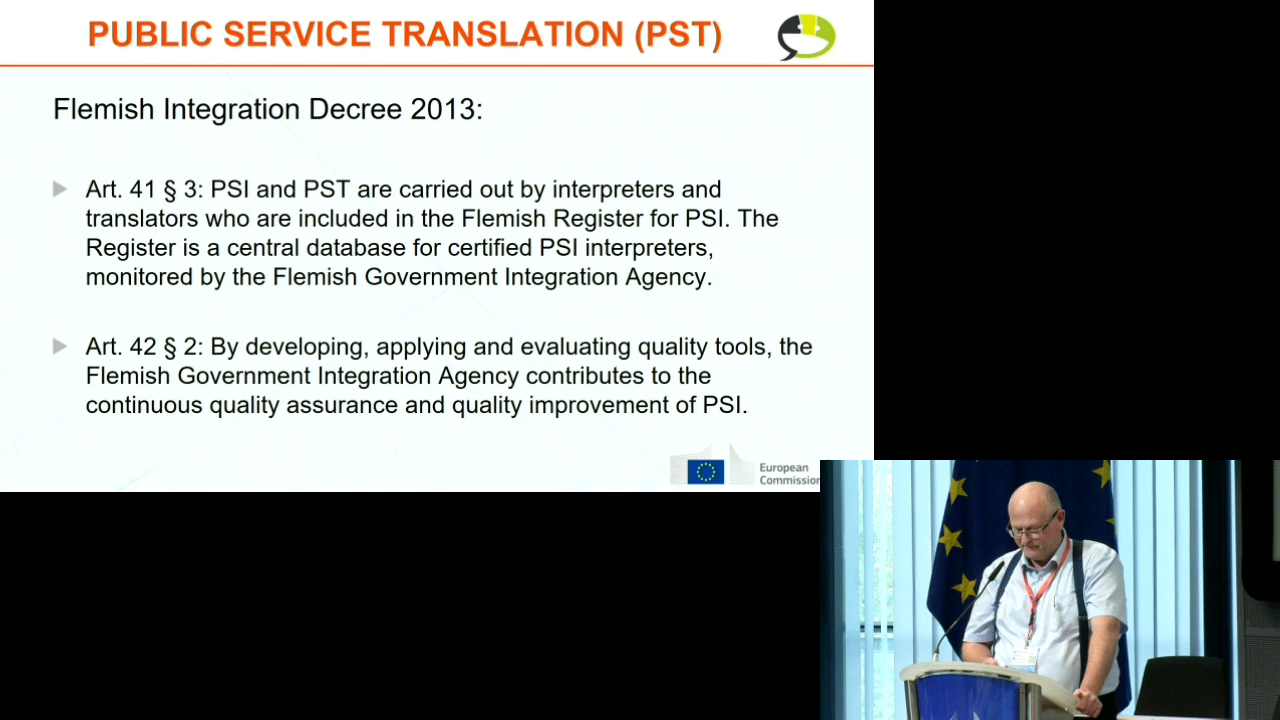 PUBLIC SERVICE TRANSLATION (PST)
Flemish Integration Decree 2013:
Art. 41 § 3: PSI and PST are carried out by interpreters and
translators who are included in the Flemish Register for PSI. The
Register is a central database for certified PSI interpreters,
monitored by the Flemish Government Integration Agency.
Art. 42 § 2: By developing, applying and evaluating quality tools, the
Flemish Government Integration Agency contributes to the
continuous quality assurance and quality improvement of PSI.
European
Commission